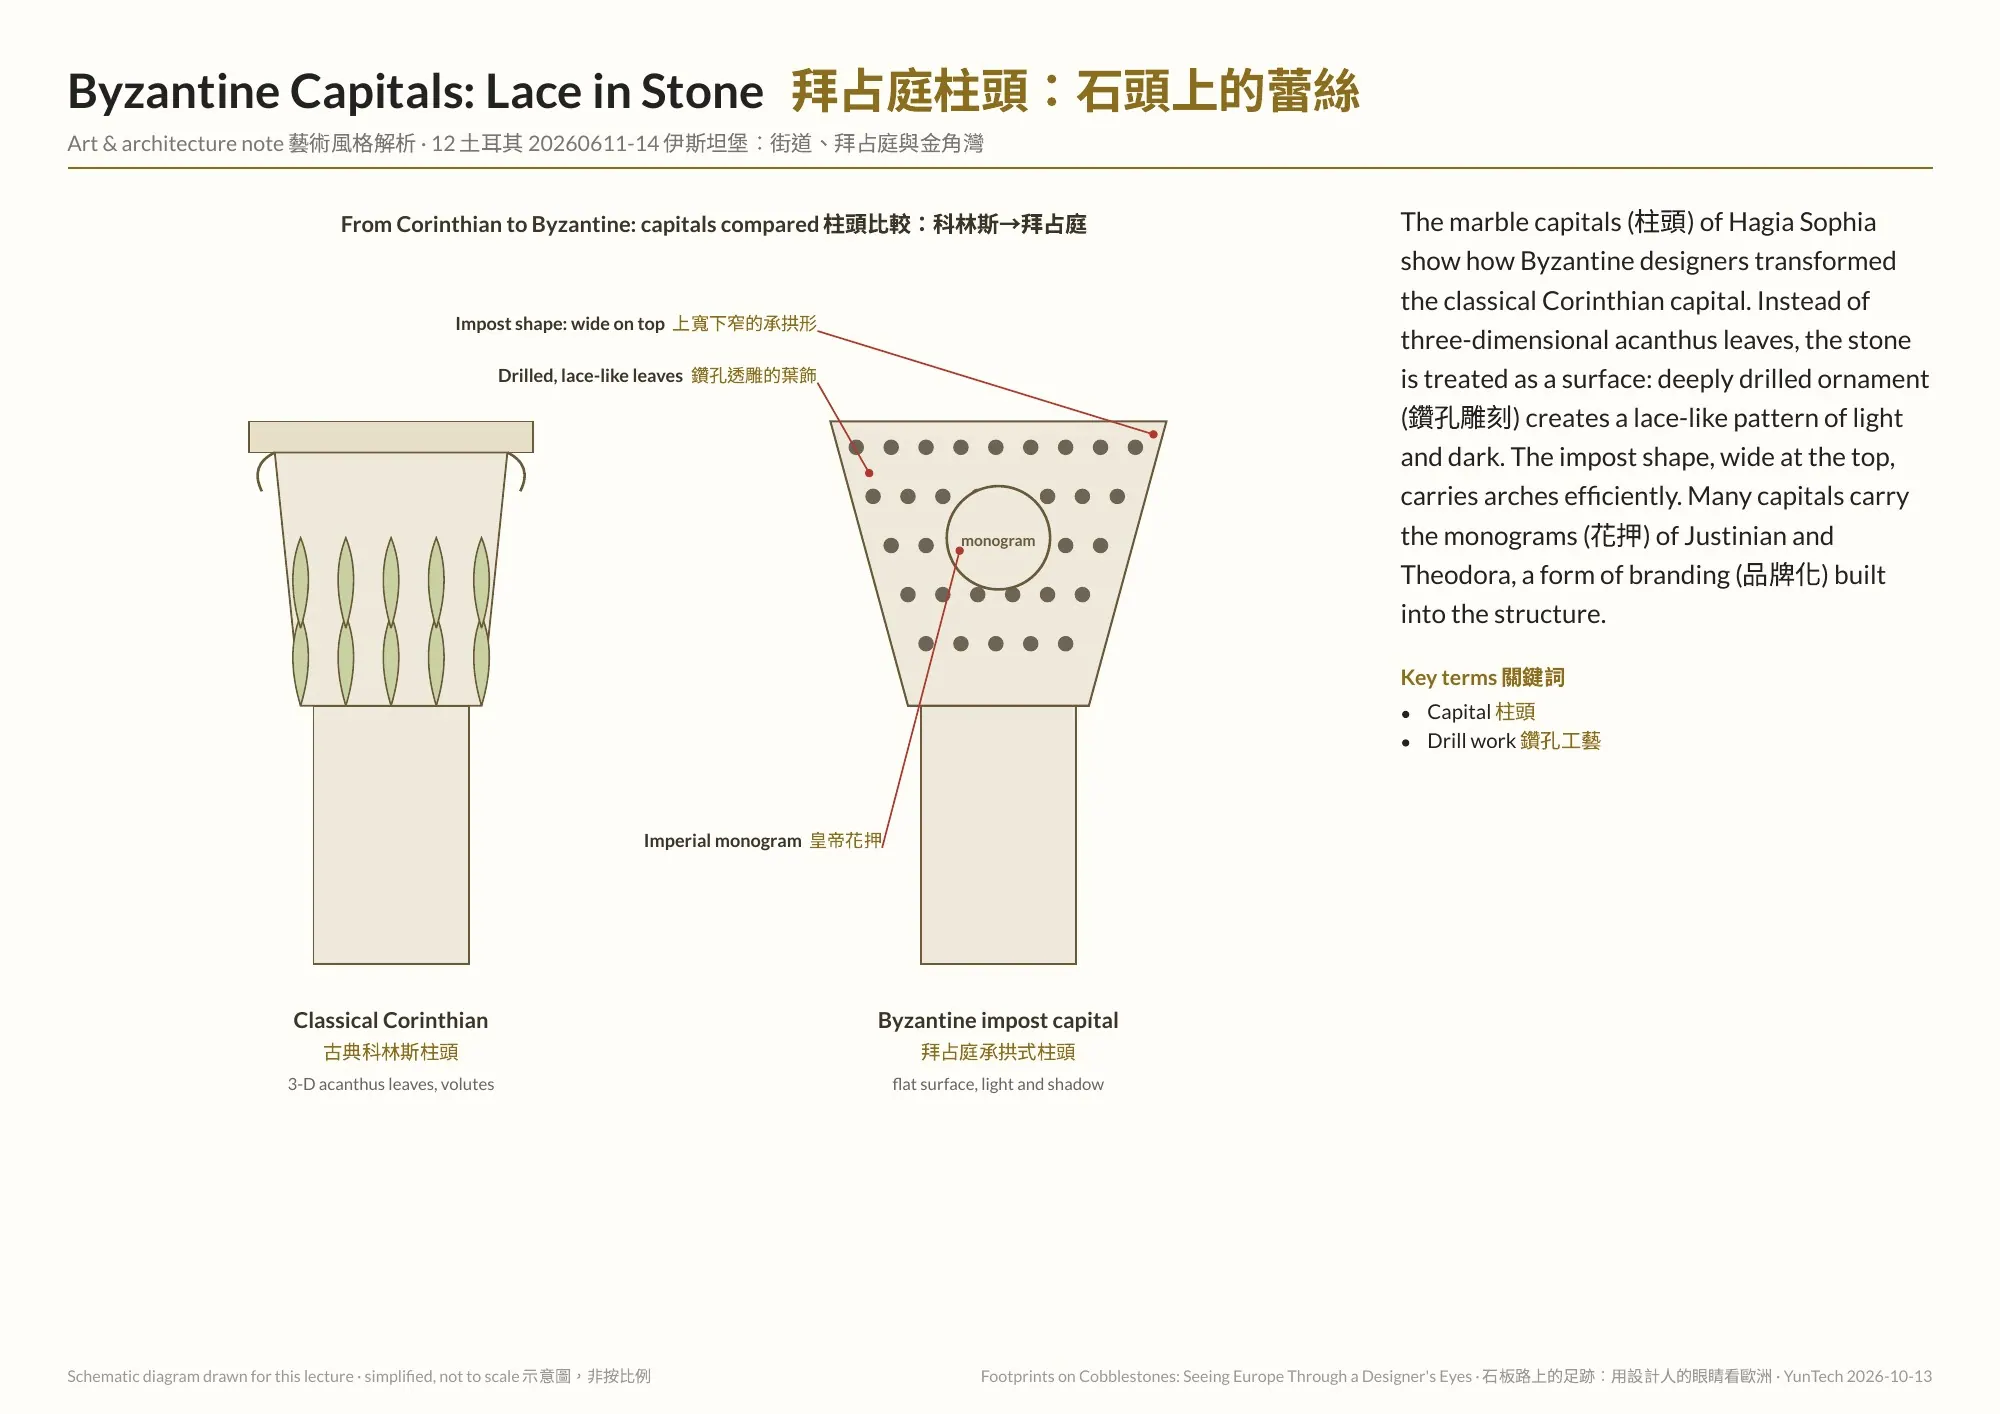 Byzantine Capitals: Lace in Stone 拜占庭柱頭：石頭上的蕾絲
Art & architecture note 藝術風格解析 · 12 土耳其 20260611-14 伊斯坦堡：街道、拜占庭與金角灣
From Corinthian to Byzantine: capitals compared 柱頭比較：科林斯→拜占庭
Impost shape: wide on top 上寬下窄的承拱形
Drilled, lace-like leaves 鑽孔透雕的葉飾
monogram
Imperial monogram 皇帝花押
Classical Corinthian
古典科林斯柱頭
3-D acanthus leaves, volutes
Byzantine impost capital
拜占庭承拱式柱頭
flat surface, light and shadow
The marble capitals (柱頭) of Hagia Sophia
show how Byzantine designers transformed
the classical Corinthian capital. Instead of
three-dimensional acanthus leaves, the stone
is treated as a surface: deeply drilled ornament
(鑽孔雕刻) creates a lace-like pattern of light
and dark. The impost shape, wide at the top,
carries arches efficiently. Many capitals carry
the monograms (花押) of Justinian and
Theodora, a form of branding (品牌化) built
into the structure.
Key terms 關鍵詞
• Capital 柱頭
• Drill work 鑽孔工藝
Schematic diagram drawn for this lecture · simplified, not to scale 示意圖，非按比例
Footprints on Cobblestones: Seeing Europe Through a Designer's Eyes · 石板路上的足跡：用設計人的眼睛看歐洲 · YunTech 2026-10-13